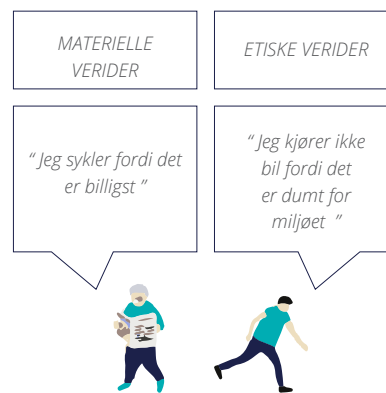 MATERIELLE
VERIDER
ETISKE VERIDER
“ Jeg sykler fordi det
er billigst ”
“ Jeg kjører ikke
bil fordi det
er dumt for
miljøet ”